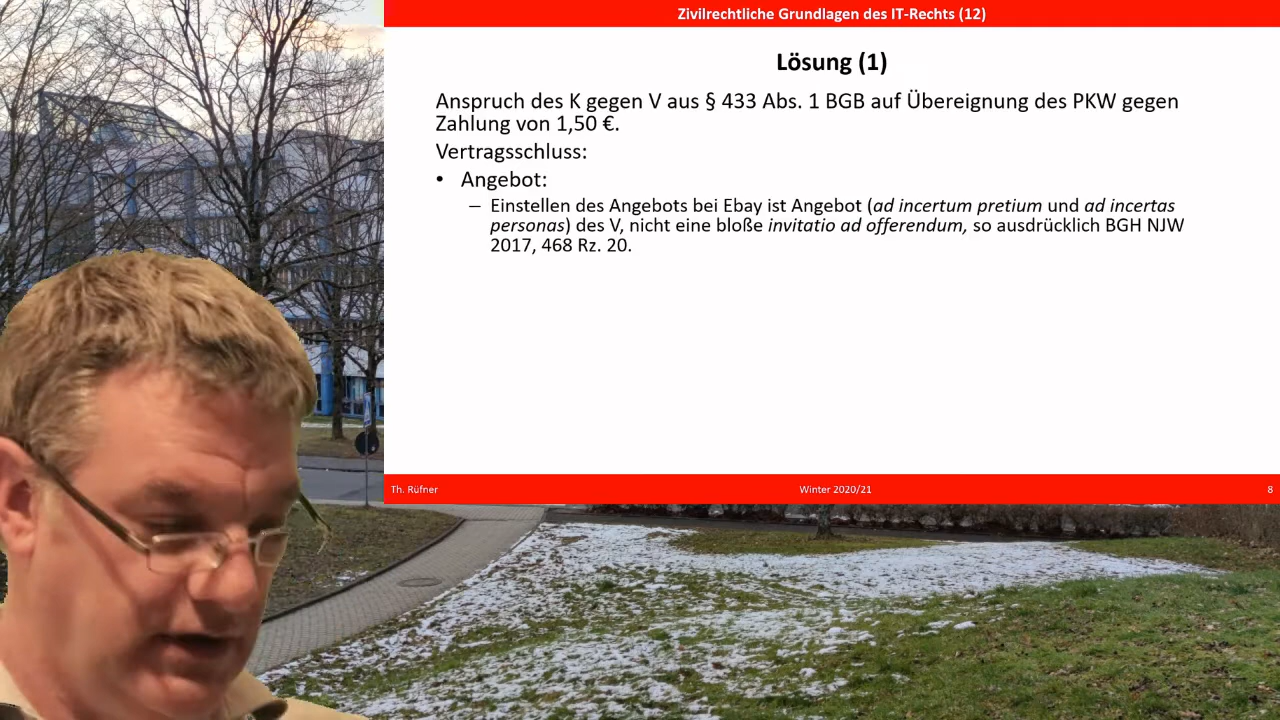 Zivilrechtliche Grundlagen des IT-Rechts (12)
Lösung (1)
Anspruch des K gegen V aus § 433 Abs. 1 BGB auf Übereignung des PKW gegen
Zahlung von 1,50 €.
Vertragsschluss:
• Angebot:
– Einstellen des Angebots bei Ebay ist Angebot (ad incertum pretium und ad incertas
personas) des V, nicht eine bloße invitatio ad offerendum, so ausdrücklich BGH NJW
2017, 468 Rz. 20.
Th. Rüfner
Winter 2020/21
8